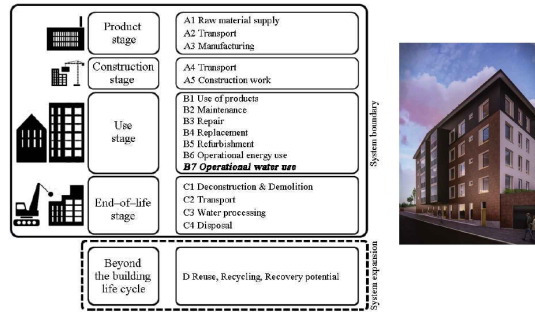 Product
stage
A1 Raw material supply
A2 Transport
A3 Manufacturing
Construction
stage
A4 Transport
A5 Construction work
Use
stage
B1 Use of products
B2 Maintenance
B3 Repair
B4 Replacement
B5 Refurbishment
B6 Operational energy use
B7 Operational water use
End-of-life
stage
C1 Deconstruction & Demolition
C2 Transport
C3 Water processing
C4 Disposal
System boundary
Beyond
the building
life cycle
D Reuse, Recycling, Recovery potential
System expansion